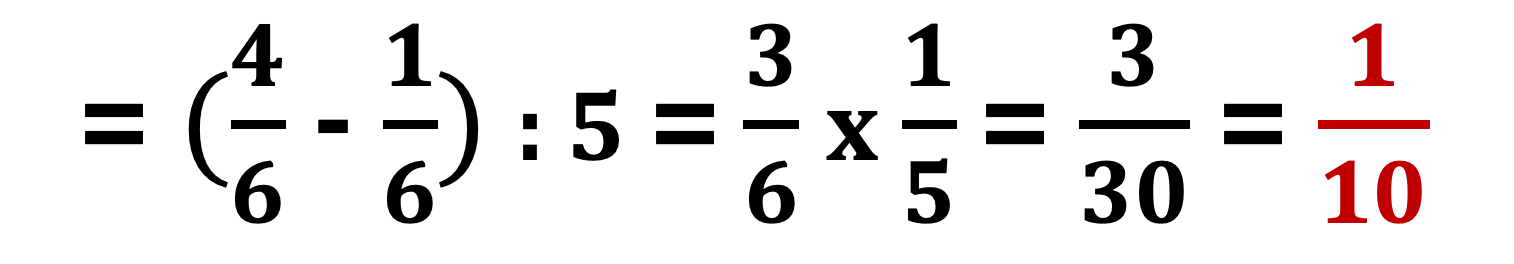 = (4/6 - 1/6) : 5 = 3/6 x 1/5 = 3/30 = 1/10